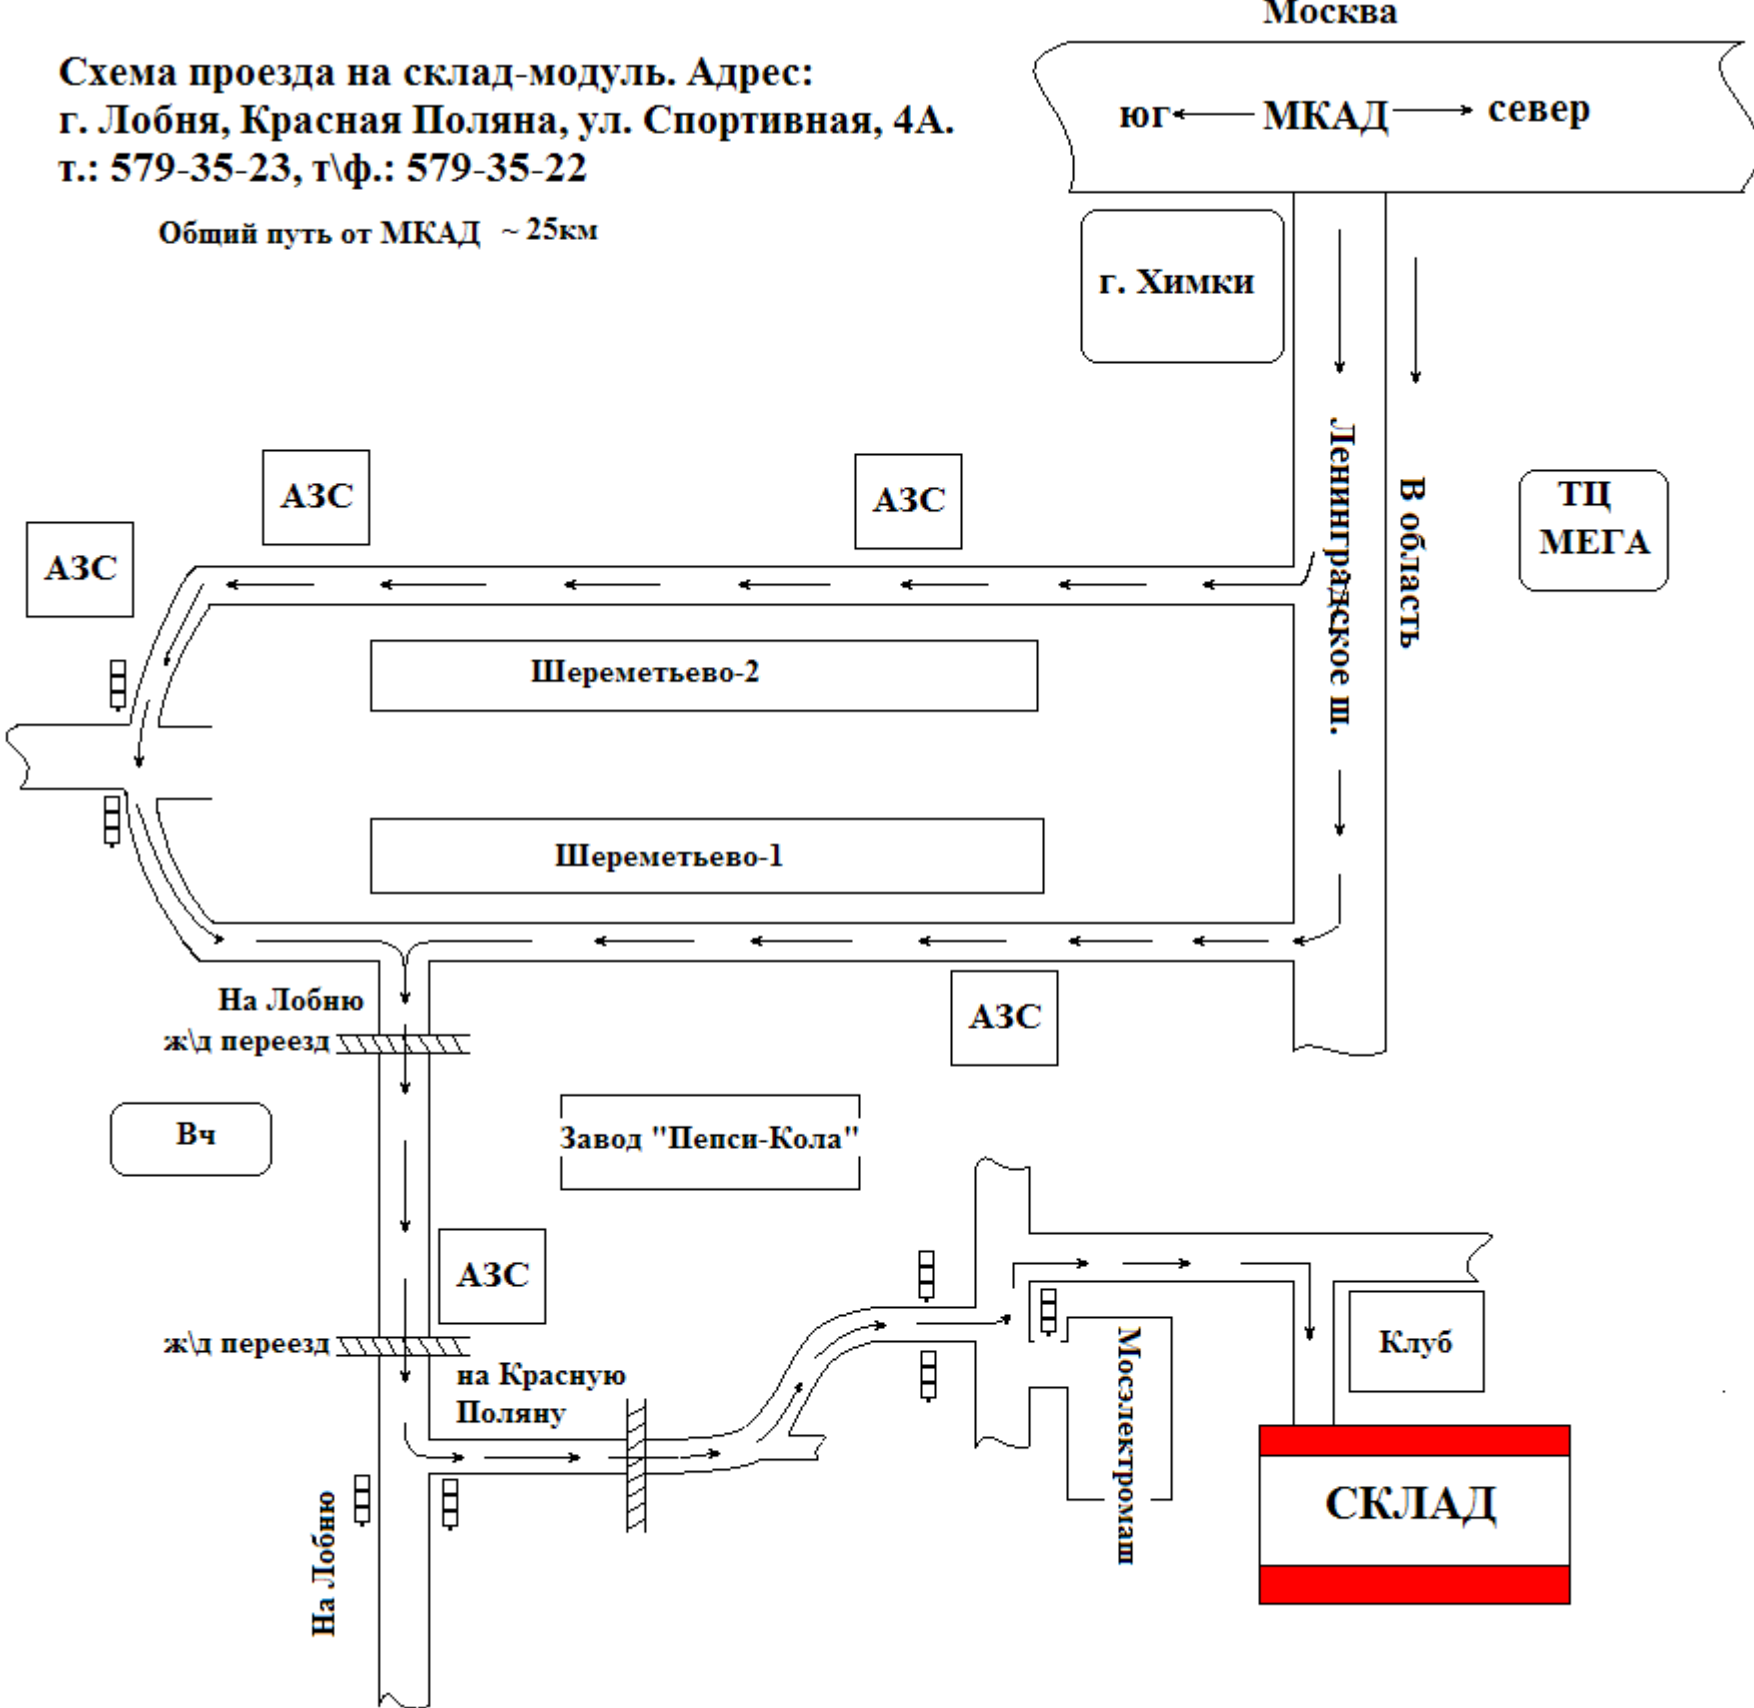 Москва
Схема проезда на склад-модуль. Адрес:
г. Лобня, Красная Поляна, ул. Спортивная, 4А.
т.: 579-35-23, т\ф.: 579-35-22
Общий путь от МКАД ~ 25км
юг МКАД север
г. Химки
Ленинградское ш.
В область
ТЦ
МЕГА
АЗС
АЗС
АЗС
Шереметьево-2
Шереметьево-1
На Лобню
ж\д переезд
АЗС
Вч
Завод "Пепси-Кола"
АЗС
ж\д переезд
на Красную
Поляну
Мосэлектромаш
Клуб
На Лобню
СКЛАД